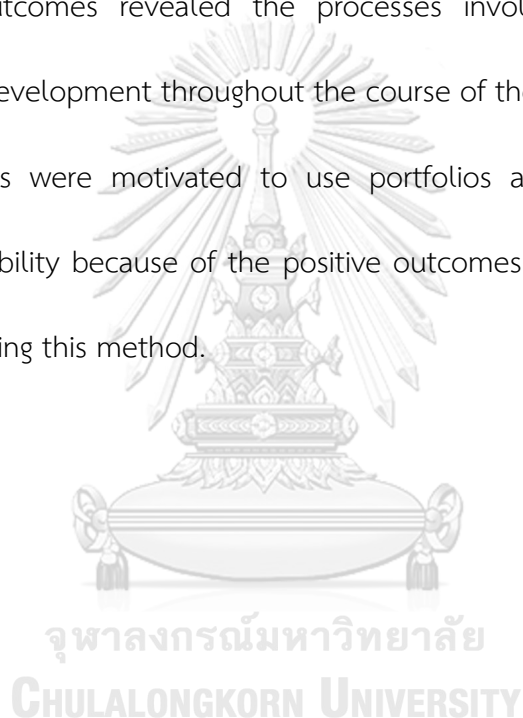 utcomes revealed the processes invol
evelopment throughout the course of the
s were motivated to use portfolios a
bility because of the positive outcomes
ing this method.
จุฬาลงกรณ์มหาวิทยาลัย
CHULALONGKORN UNIVERSITY